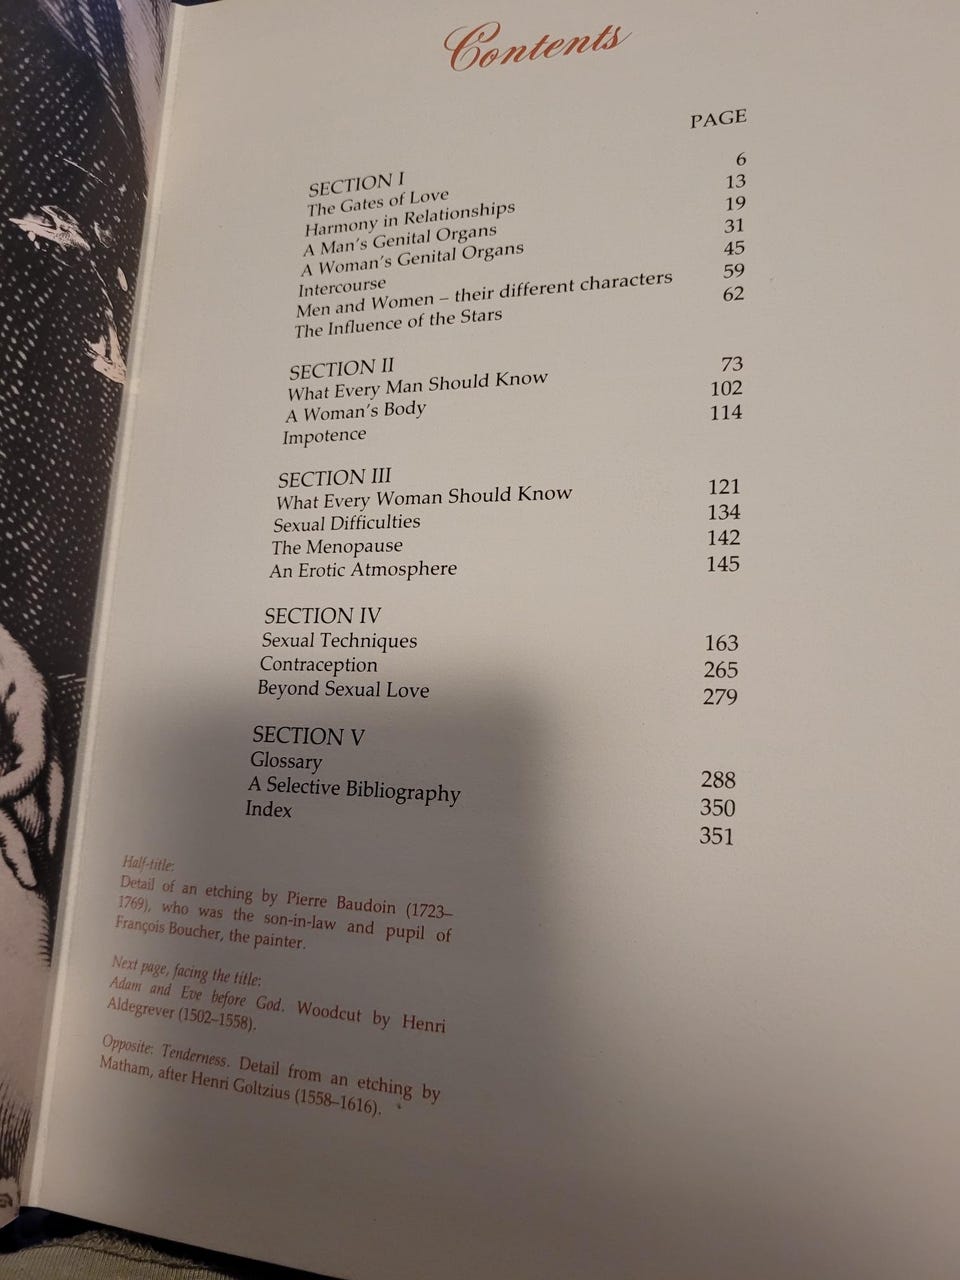 Contents
PAGE
SECTION I
The Gates of Love 6
Harmony in Relationships 13
A Man's Genital Organs 19
A Woman's Genital Organs 31
Intercourse 45
Men and Women – their different characters 59
The Influence of the Stars 62
SECTION II
What Every Man Should Know 73
A Woman's Body 102
Impotence 114
SECTION III
What Every Woman Should Know 121
Sexual Difficulties 134
The Menopause 142
An Erotic Atmosphere 145
SECTION IV
Sexual Techniques 163
Contraception 265
Beyond Sexual Love 279
SECTION V
Glossary 288
A Selective Bibliography 350
Index 351
Half-title:
Detail of an etching by Pierre Baudoin (1723–
1769), who was the son-in-law and pupil of
François Boucher, the painter.
Next page, facing the title:
Adam and Eve before God. Woodcut by Henri
Aldegrever (1502–1558).
Opposite: Tenderness. Detail from an etching by
Matham, after Henri Goltzius (1558–1616).